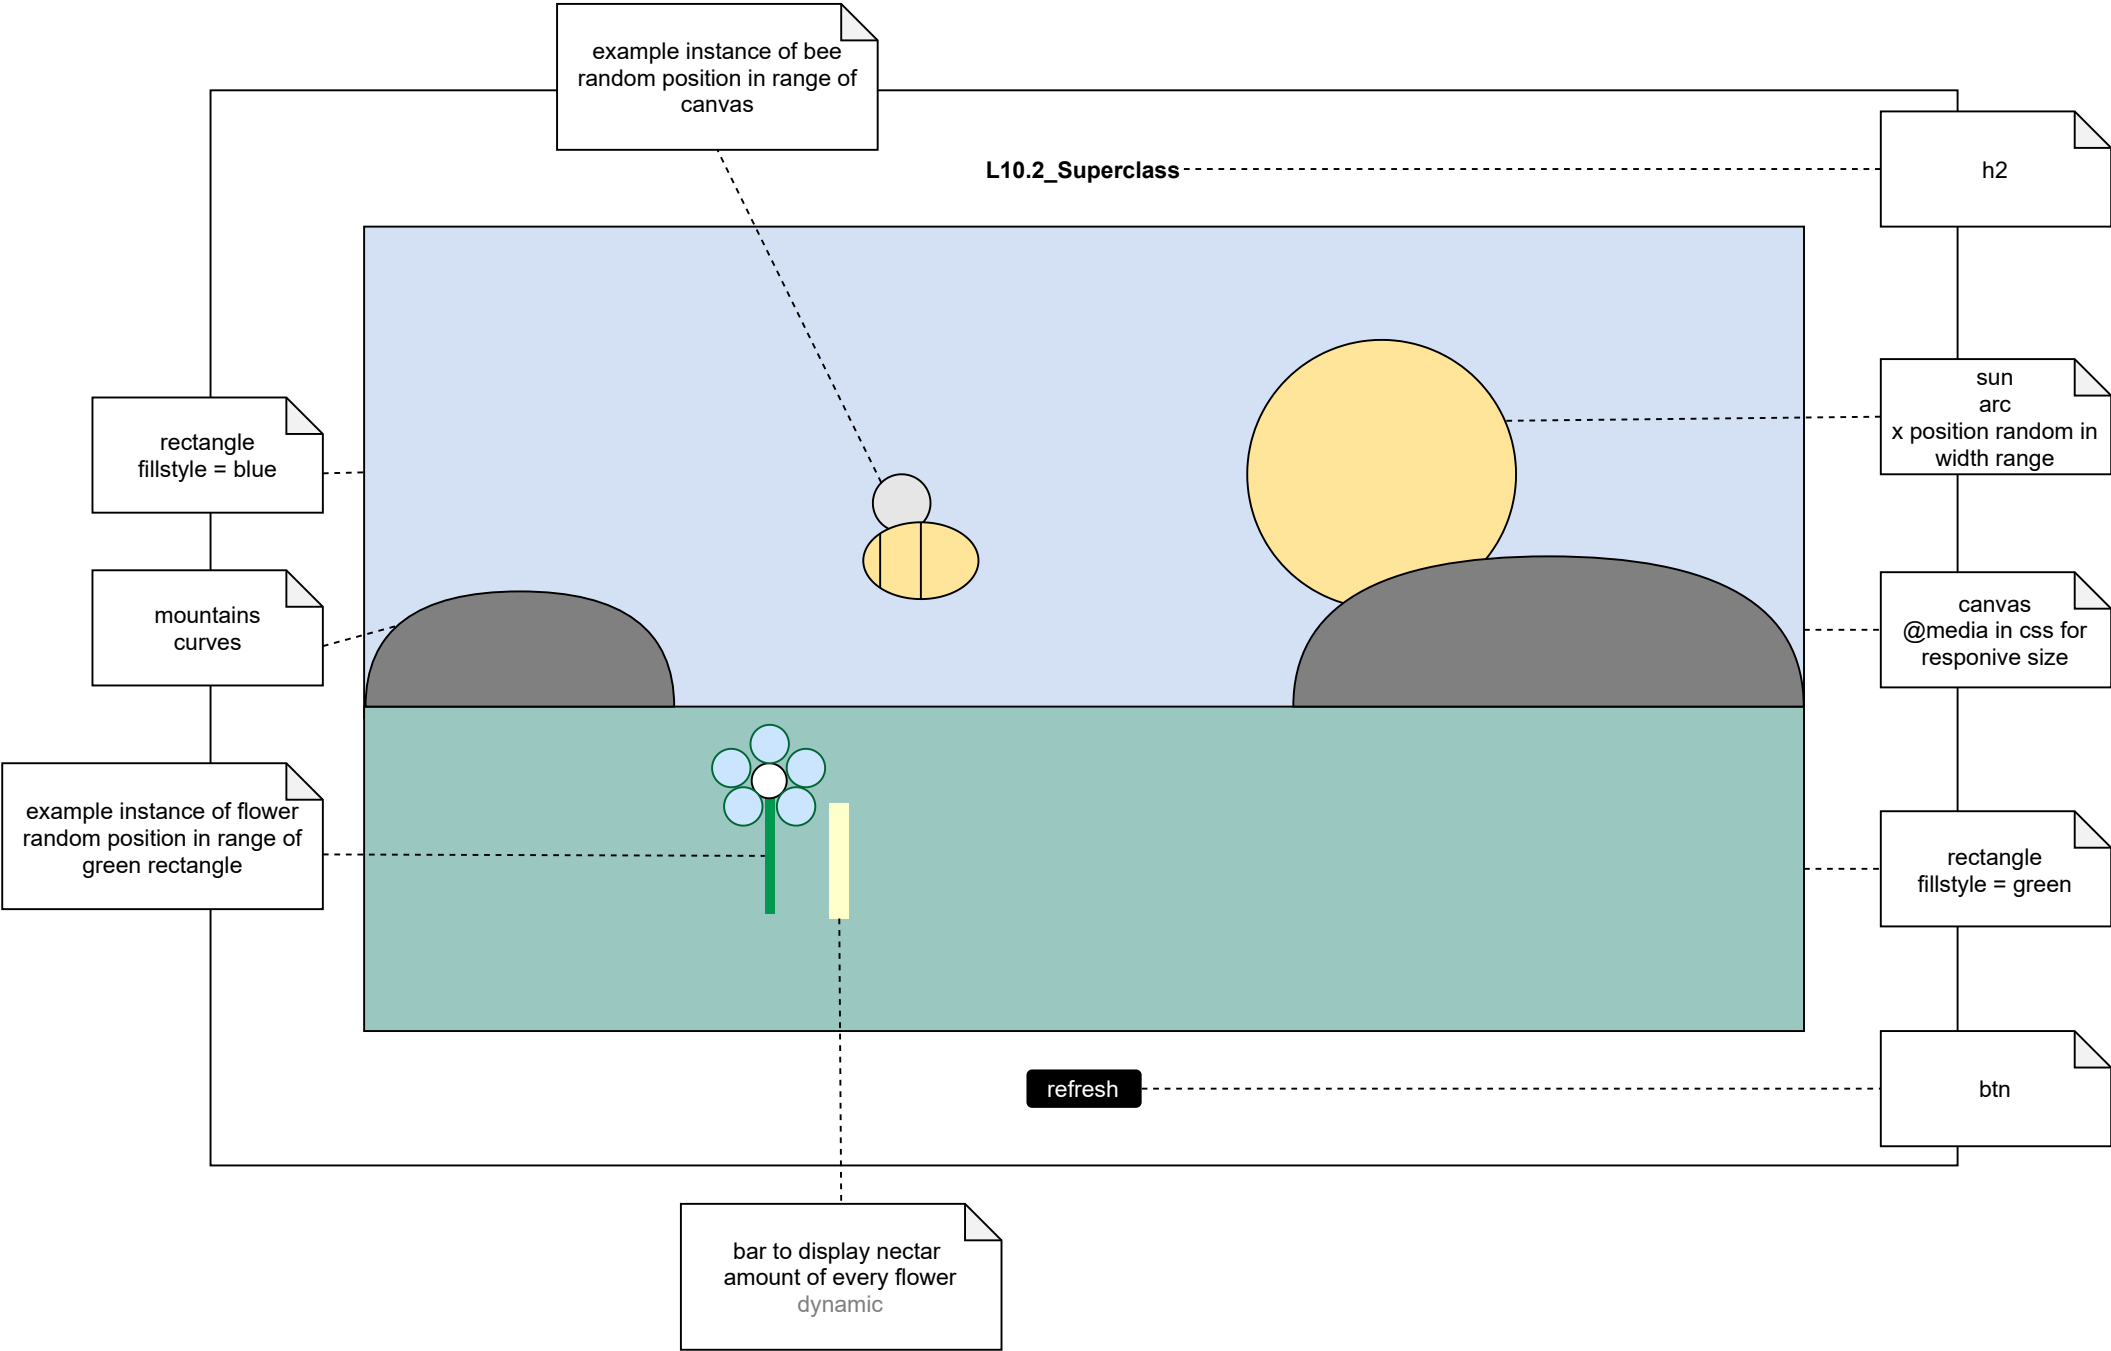 example instance of bee
random position in range of
canvas
L10.2_Superclass
h2
sun
arc
x position random in
width range
rectangle
fillstyle = blue
mountains
curves
canvas
@media in css for
responive size
example instance of flower
random position in range of
green rectangle
rectangle
fillstyle = green
refresh
btn
bar to display nectar
amount of every flower
dynamic